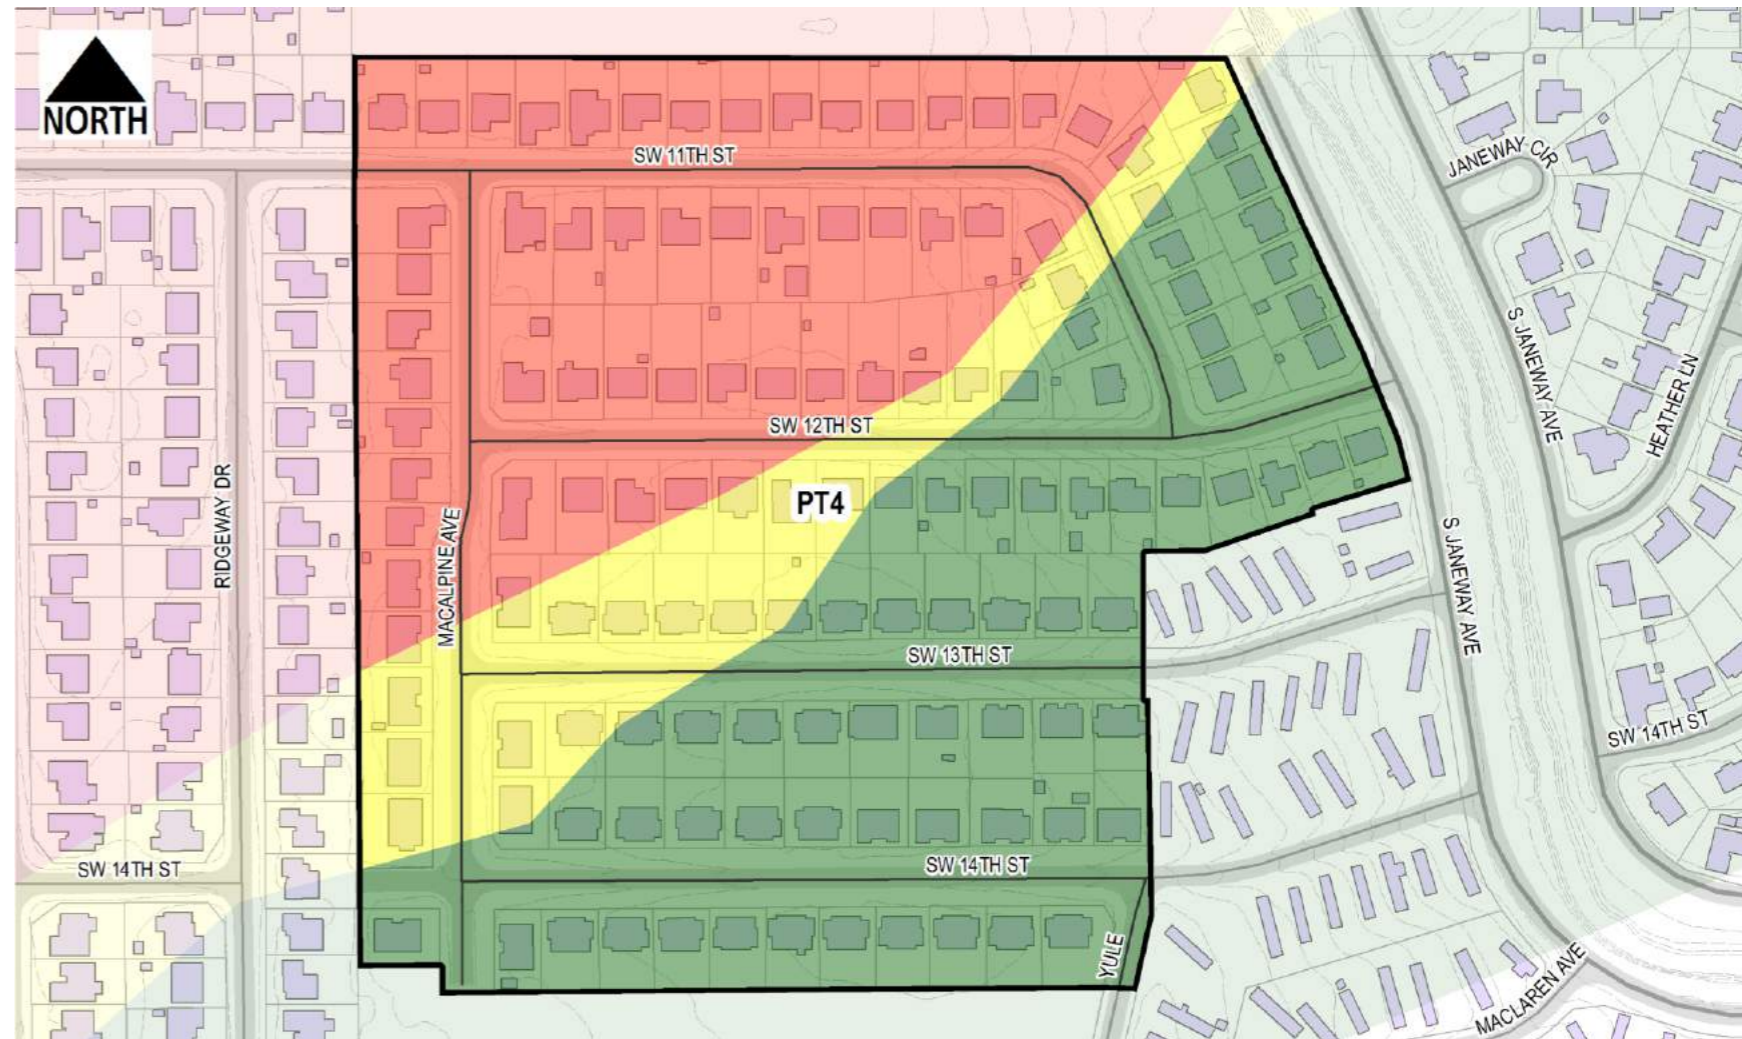 NORTH
JANEWAY CIR
SW 11TH ST
S JANEWAY AVE
HEATHER LN
SW 12TH ST
RIDGEWAY DR
PT4
MACALPINE AVE
S JANEWAY AVE
SW 13TH ST
SW 14TH ST
SW 14TH ST
SW 14TH ST
YULE
MACLAREN AVE